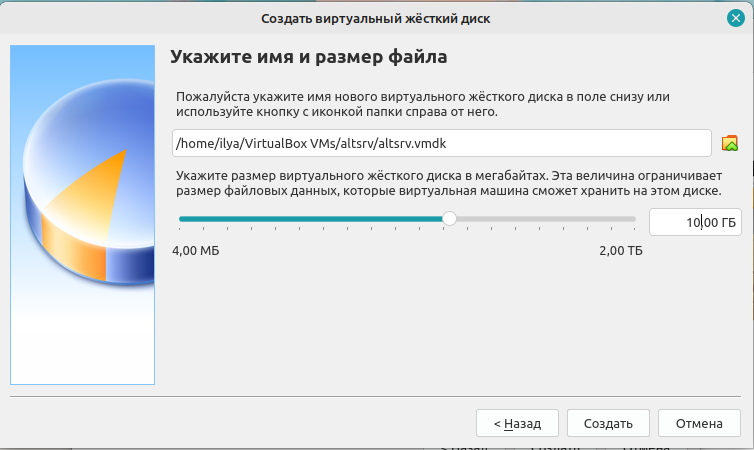 Создать виртуальный жёсткий диск
Укажите имя и размер файла
Пожалуйста укажите имя нового виртуального жёсткого диска в поле снизу или
используйте кнопку с иконкой папки справа от него.
/home/ilya/VirtualBox VMs/altsrv/altsrv.vmdk
Укажите размер виртуального жёсткого диска в мегабайтах. Эта величина ограничивает
размер файловых данных, которые виртуальная машина сможет хранить на этом диске.
10,00 ГБ
4,00 МБ
2,00 ТБ
< Назад
Создать
Отмена